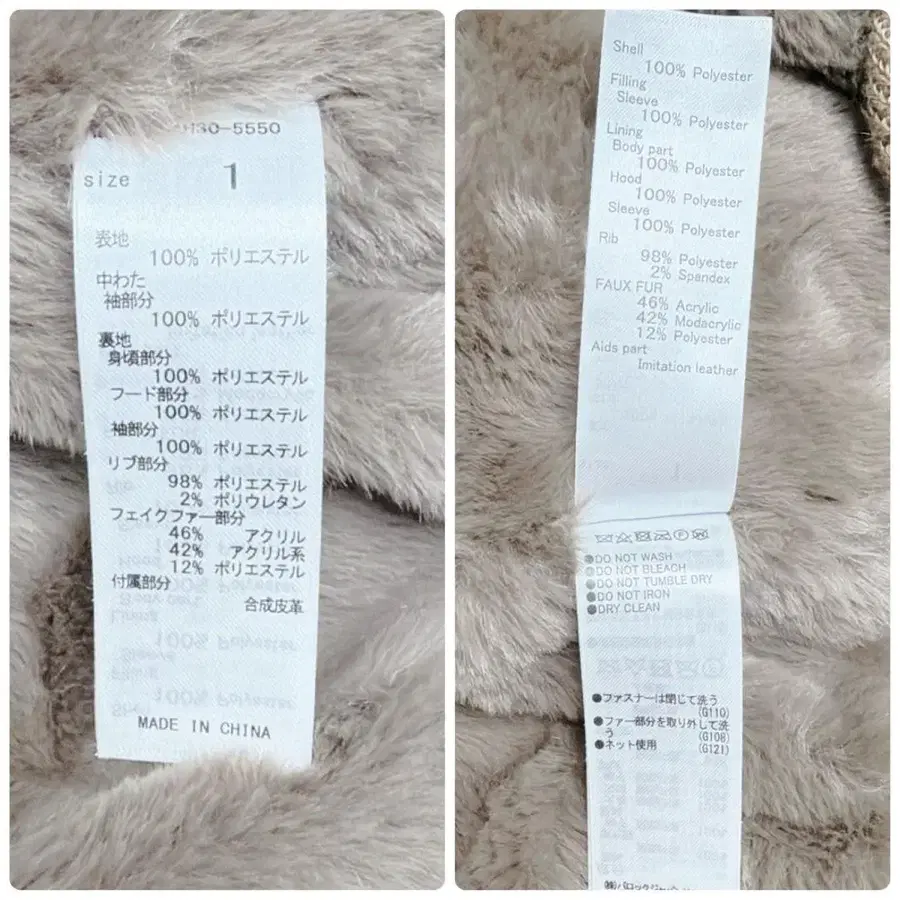 0130-5550
size 1
表地
100% ポリエステル
中わた
袖部分
100% ポリエステル
裏地
身頃部分
100% ポリエステル
フード部分
100% ポリエステル
袖部分
100% ポリエステル
リブ部分
98% ポリエステル
2% ポリウレタン
フェイクファー部分
46% アクリル
42% アクリル系
12% ポリエステル
付属部分
合成皮革
MADE IN CHINA
Shell
100% Polyester
Filling
Sleeve
100% Polyester
Lining
Body part
100% Polyester
Hood
100% Polyester
Sleeve
100% Polyester
Rib
98% Polyester
2% Spandex
FAUX FUR
46% Acrylic
42% Modacrylic
12% Polyester
Aids part
Imitation leather
●DO NOT WASH
●DO NOT BLEACH
●DO NOT TUMBLE DRY
●DO NOT IRON
●DRY CLEAN
●ファスナーは閉じて洗う
(G110)
●ファー部分を取り外して洗
う (G108)
●ネット使用 (G121)